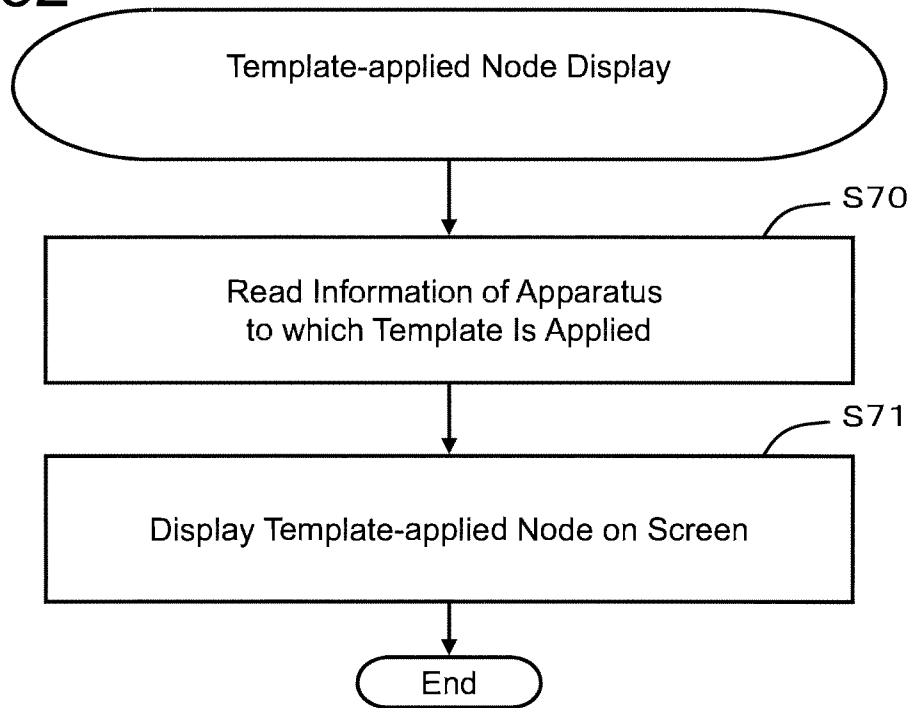 Template-applied Node Display
S70
Read Information of Apparatus
to which Template Is Applied
S71
Display Template-applied Node on Screen
End